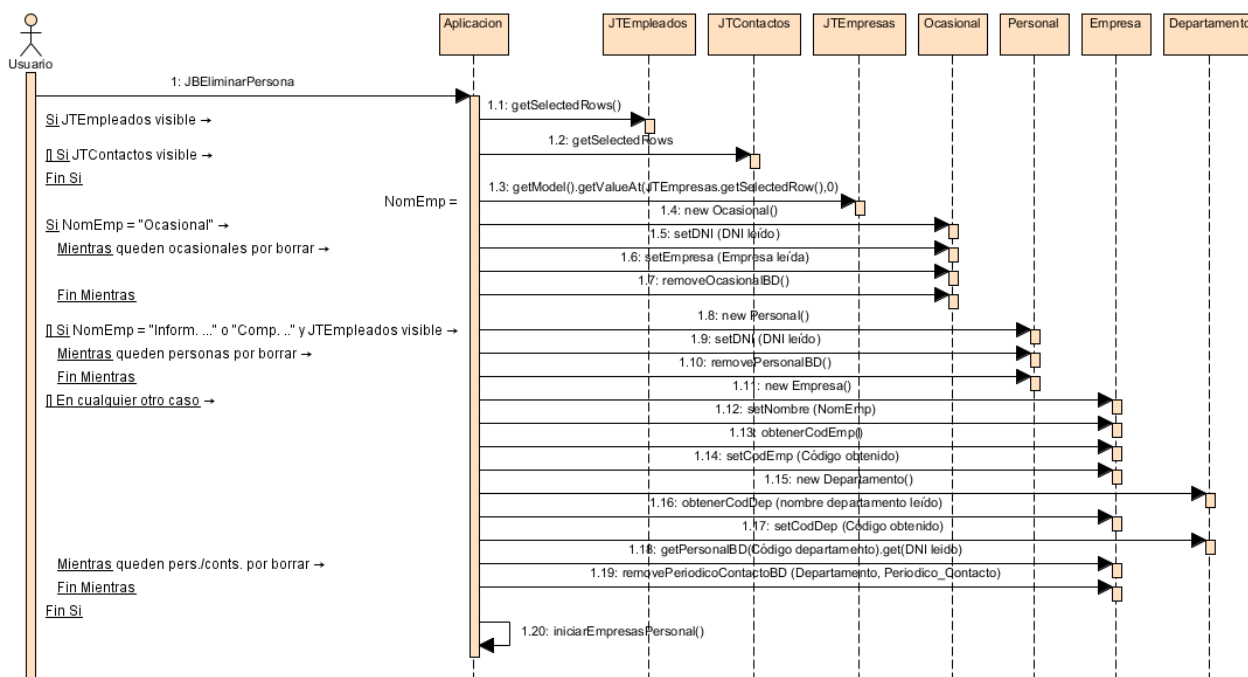 Aplicacion JTEmpleados JTContactos JTEmpresas Ocasional Personal Empresa Departamento
Usuario
1: JBEliminarPersona
1.1: getSelectedRows()
Si JTEmpleados visible →
1.2: getSelectedRows
[] Si JTContactos visible →
Fin Si
1.3: getModel().getValueAt(JTEmpresas.getSelectedRow(),0)
NomEmp =
1.4: new Ocasional()
Si NomEmp = "Ocasional" →
1.5: setDNI (DNI leído)
Mientras queden ocasionales por borrar →
1.6: setEmpresa (Empresa leída)
1.7: removeOcasionalBD()
Fin Mientras
1.8: new Personal()
[] Si NomEmp = "Inform. ..." o "Comp. .." y JTEmpleados visible →
1.9: setDNI (DNI leído)
Mientras queden personas por borrar →
1.10: removePersonalBD()
Fin Mientras
1.11: new Empresa()
[] En cualquier otro caso →
1.12: setNombre (NomEmp)
1.13: obtenerCodEmp()
1.14: setCodEmp (Código obtenido)
1.15: new Departamento()
1.16: obtenerCodDep (nombre departamento leído)
1.17: setCodDep (Código obtenido)
1.18: getPersonalBD(Código departamento).get(DNI leido)
Mientras queden pers./conts. por borrar →
1.19: removePeriodicoContactoBD (Departamento, Periodico_Contacto)
Fin Mientras
Fin Si
1.20: iniciarEmpresasPersonal()